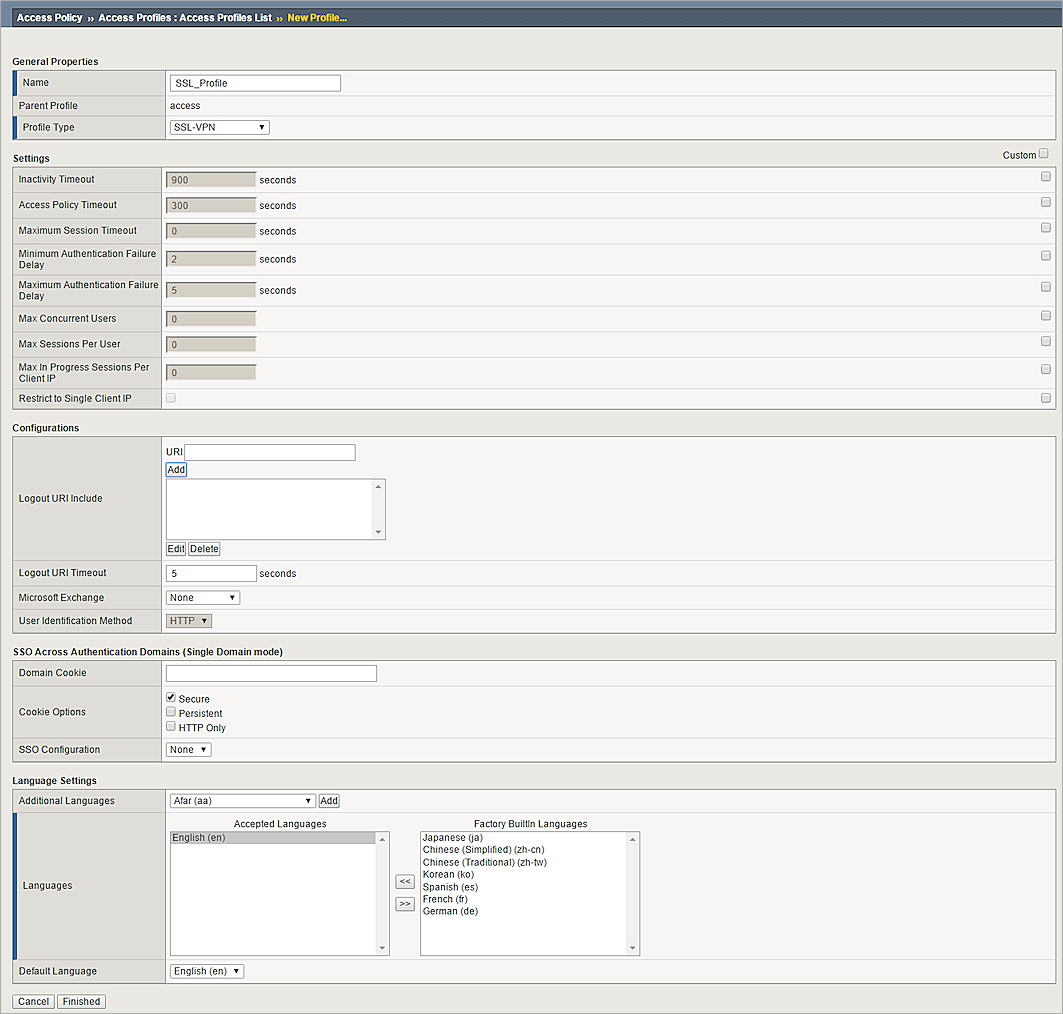 Access Policy ›› Access Profiles : Access Profiles List ›› New Profile...
General Properties
Name SSL_Profile
Parent Profile access
Profile Type SSL-VPN
Settings Custom
Inactivity Timeout 900 seconds
Access Policy Timeout 300 seconds
Maximum Session Timeout 0 seconds
Minimum Authentication Failure
Delay 2 seconds
Maximum Authentication Failure
Delay 5 seconds
Max Concurrent Users 0
Max Sessions Per User 0
Max In Progress Sessions Per
Client IP 0
Restrict to Single Client IP
Configurations
URI
Add
Logout URI Include
Edit Delete
Logout URI Timeout 5 seconds
Microsoft Exchange None
User Identification Method HTTP
SSO Across Authentication Domains (Single Domain mode)
Domain Cookie
Cookie Options
Secure
Persistent
HTTP Only
SSO Configuration None
Language Settings
Additional Languages Afar (aa) Add
Languages
Accepted Languages
English (en)
<<
>>
Factory BuiltIn Languages
Japanese (ja)
Chinese (Simplified) (zh-cn)
Chinese (Traditional) (zh-tw)
Korean (ko)
Spanish (es)
French (fr)
German (de)
Default Language English (en)
Cancel Finished